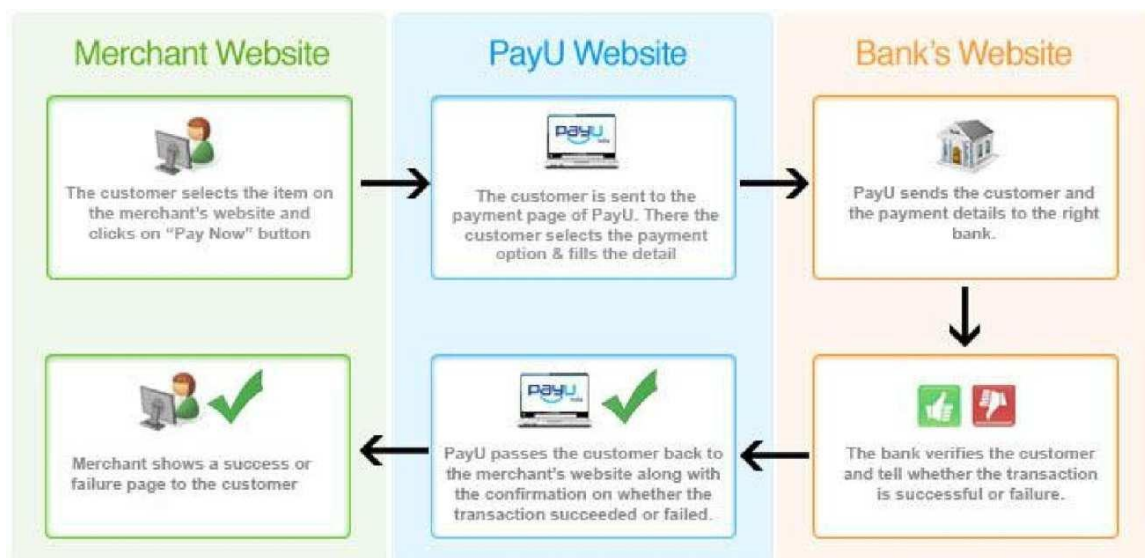 Merchant Website
PayU Website
Bank's Website
The customer selects the item on
the merchant's website and
clicks on "Pay Now" button
payU
india
The customer is sent to the
payment page of PayU. There the
customer selects the payment
option & fills the detail
PayU sends the customer and
the payment details to the right
bank.
Merchant shows a success or
failure page to the customer
payU
india
PayU passes the customer back to
the merchant's website along with
the confirmation on whether the
transaction succeeded or failed.
The bank verifies the customer
and tell whether the transaction
is successful or failure.